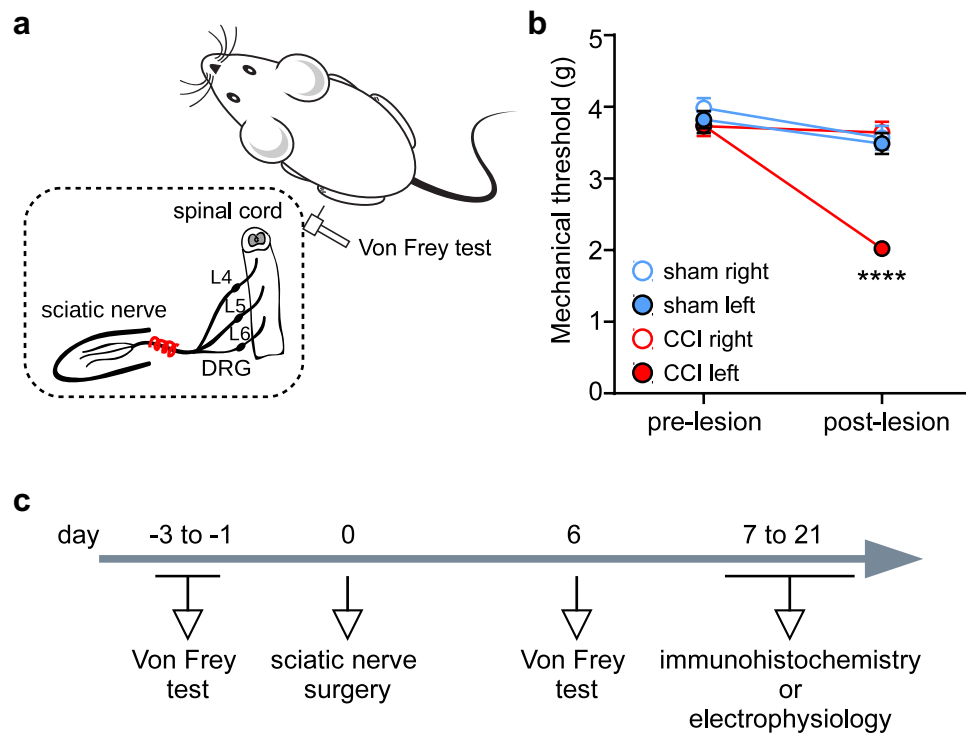 a
spinal cord
Von Frey test
L4
L5
L6
sciatic nerve
DRG
b
Mechanical threshold (g)
5
4
3
2
1
0
****
sham right
sham left
CCI right
CCI left
pre-lesion
post-lesion
c
day
-3 to -1
0
6
7 to 21
Von Frey
test
sciatic nerve
surgery
Von Frey
test
immunohistochemistry
or
electrophysiology